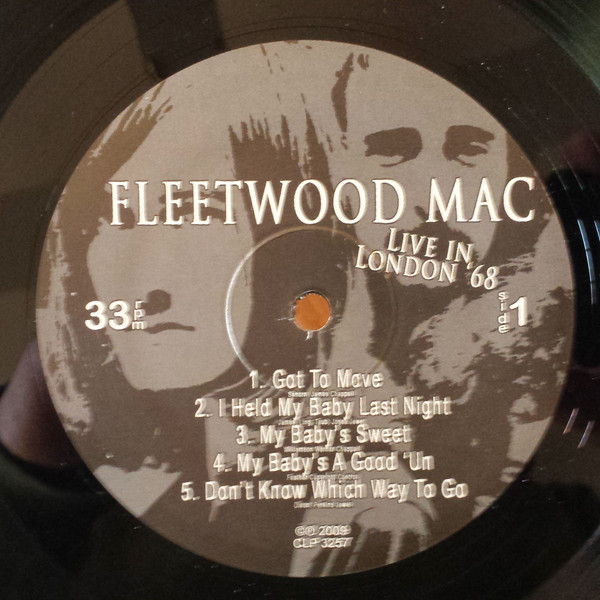 FLEETWOOD MAC
LIVE IN
LONDON '68
33 rpm
side 1
1. Got To Move
2. I Held My Baby Last Night
3. My Baby's Sweet
4. My Baby's A Good 'Un
5. Don't Know Which Way To Go
©℗ 2009
CLP 3257